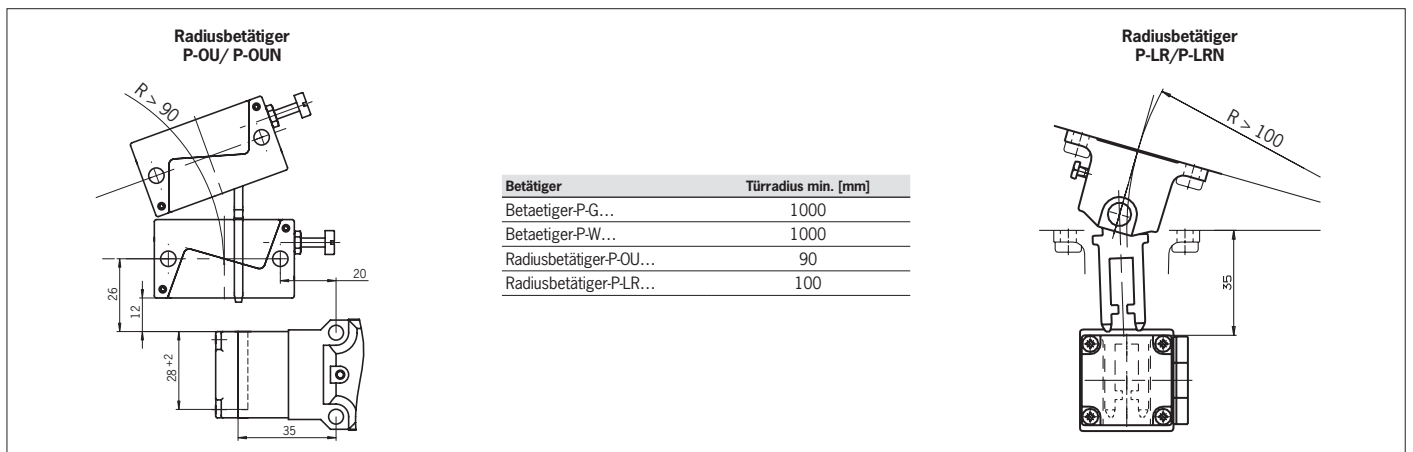 Radiusbetätiger
P-OU/ P-OUN
R > 90
20
26
12
28 +2
35
Betätiger Türradius min. [mm]
Betaetiger-P-G... 1000
Betaetiger-P-W... 1000
Radiusbetätiger-P-OU... 90
Radiusbetätiger-P-LR... 100
Radiusbetätiger
P-LR/P-LRN
R > 100
35